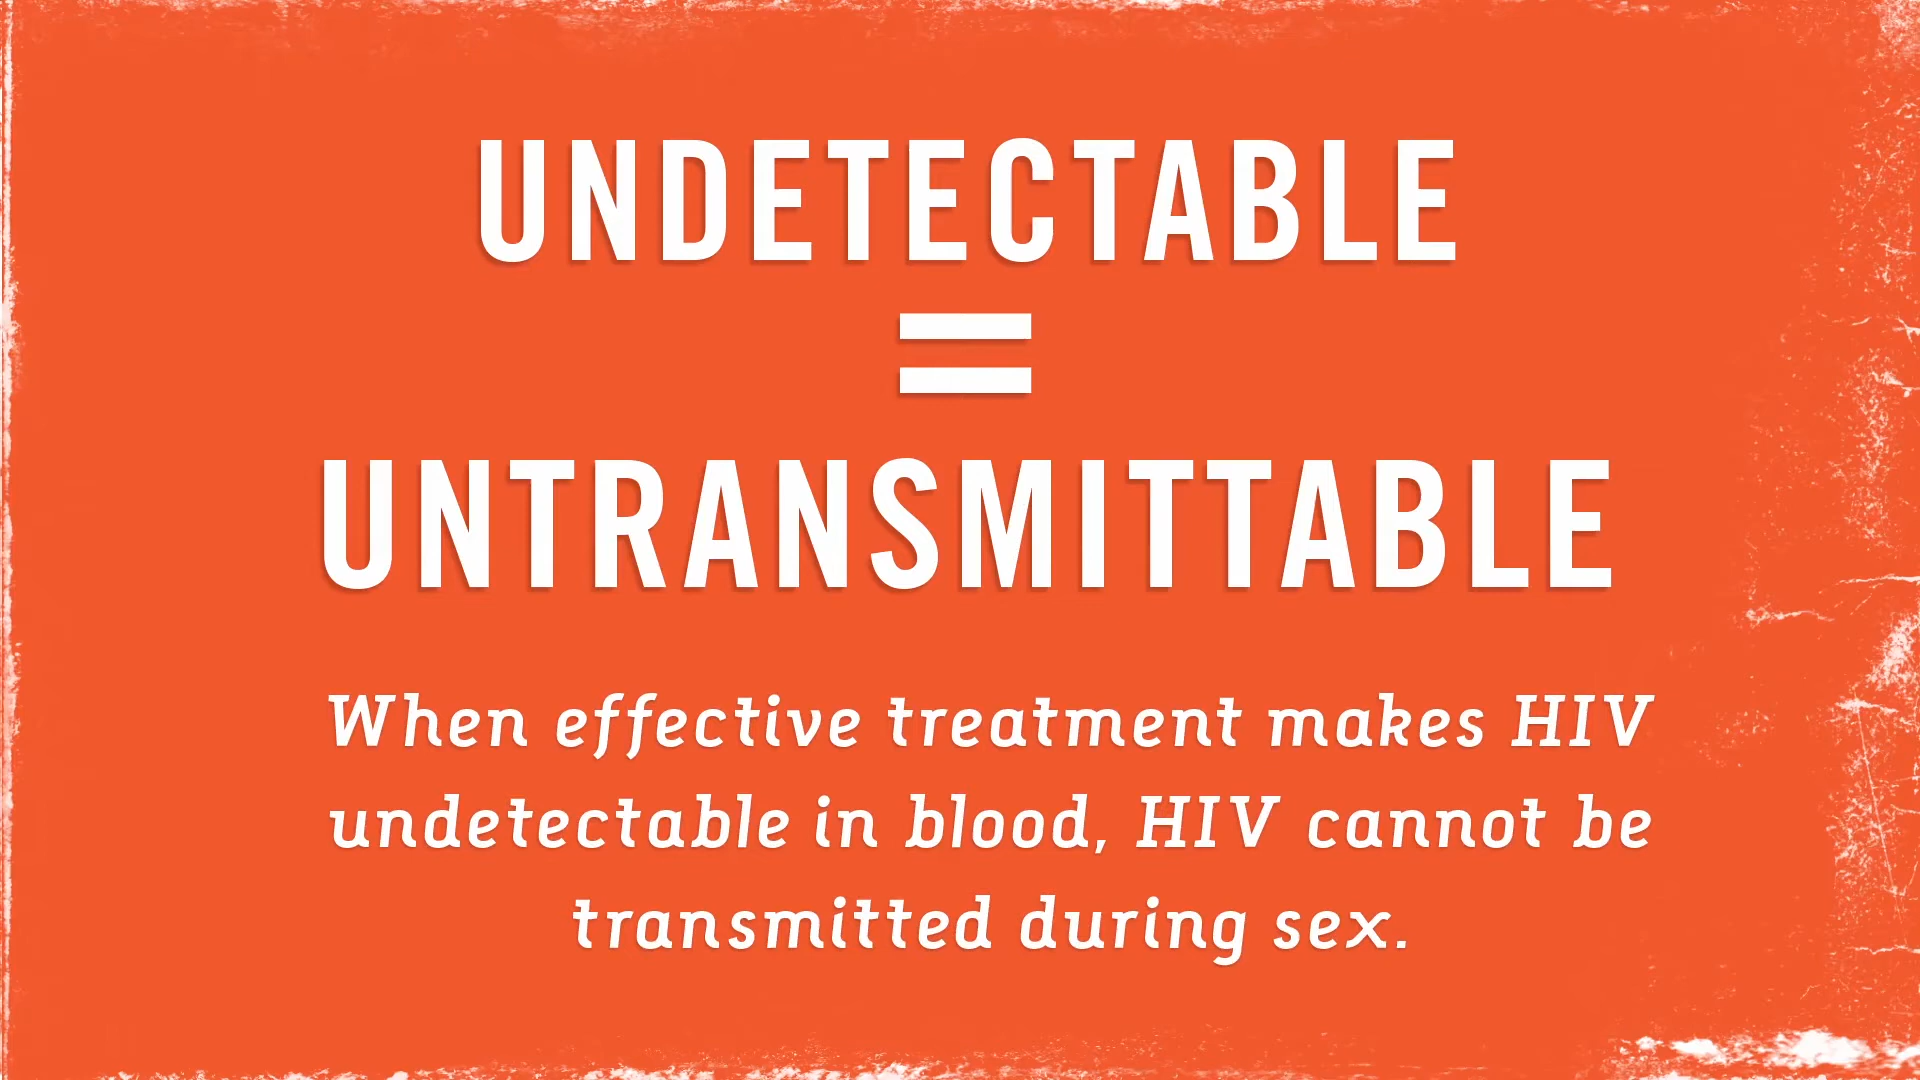 UNDETECTABLE
=
UNTRANSMITTABLE
When effective treatment makes HIV
undetectable in blood, HIV cannot be
transmitted during sex.